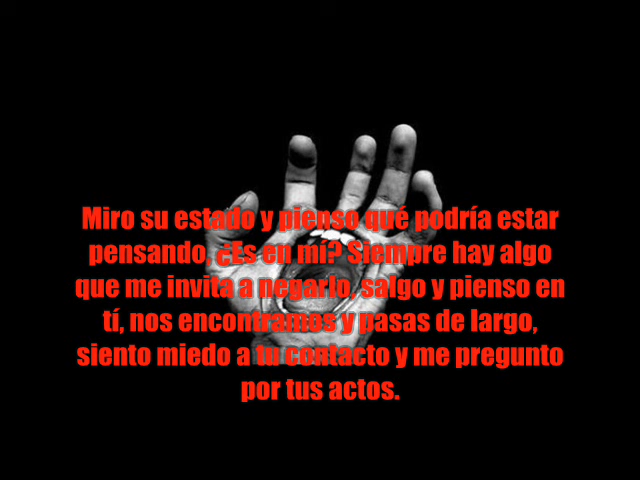 Miro su estado y pienso qué podría estar
pensando, ¿Es en mí? Siempre hay algo
que me invita a negarlo, salgo y pienso en
tí, nos encontramos y pasas de largo,
siento miedo a tu contacto y me pregunto
por tus actos.